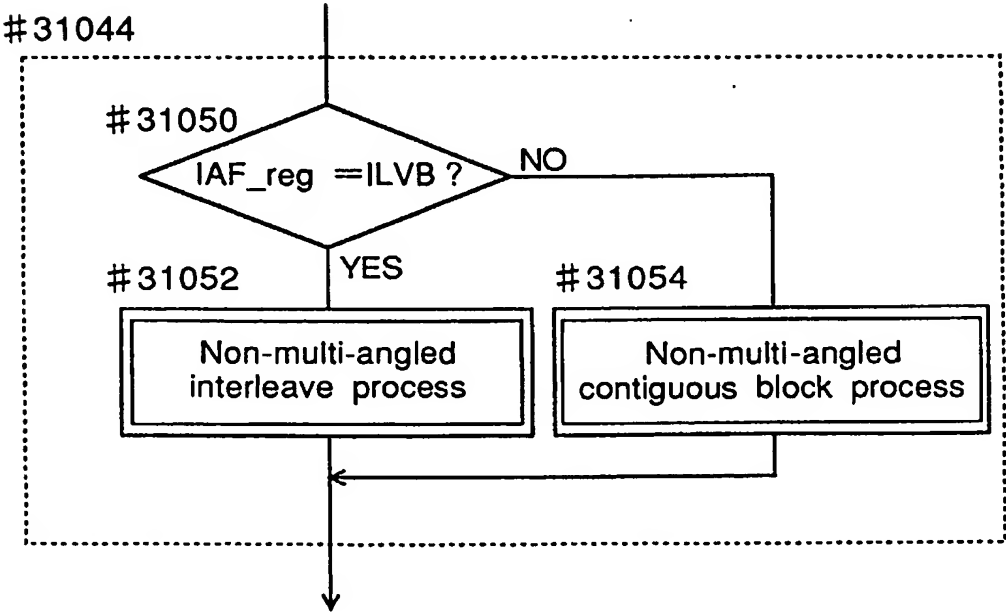 #31044
#31050
IAF_reg =ILVB ?
NO
YES
#31052
#31054
Non-multi-angled
interleave process
Non-multi-angled
contiguous block process